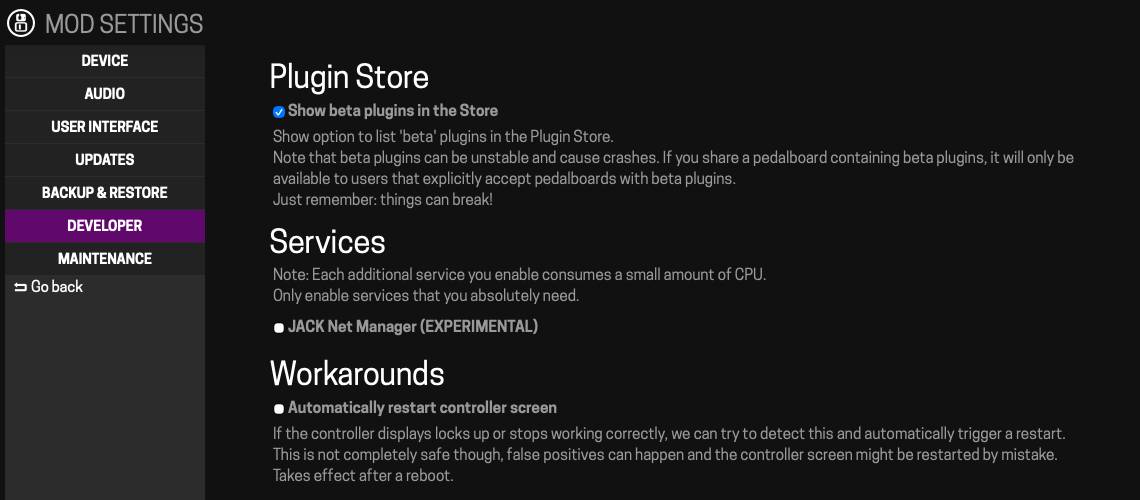 MOD SETTINGS
DEVICE
AUDIO
USER INTERFACE
UPDATES
BACKUP & RESTORE
DEVELOPER
MAINTENANCE
Go back
Plugin Store
Show beta plugins in the Store
Show option to list 'beta' plugins in the Plugin Store.
Note that beta plugins can be unstable and cause crashes. If you share a pedalboard containing beta plugins, it will only be
available to users that explicitly accept pedalboards with beta plugins.
Just remember: things can break!
Services
Note: Each additional service you enable consumes a small amount of CPU.
Only enable services that you absolutely need.
JACK Net Manager (EXPERIMENTAL)
Workarounds
Automatically restart controller screen
If the controller displays locks up or stops working correctly, we can try to detect this and automatically trigger a restart.
This is not completely safe though, false positives can happen and the controller screen might be restarted by mistake.
Takes effect after a reboot.